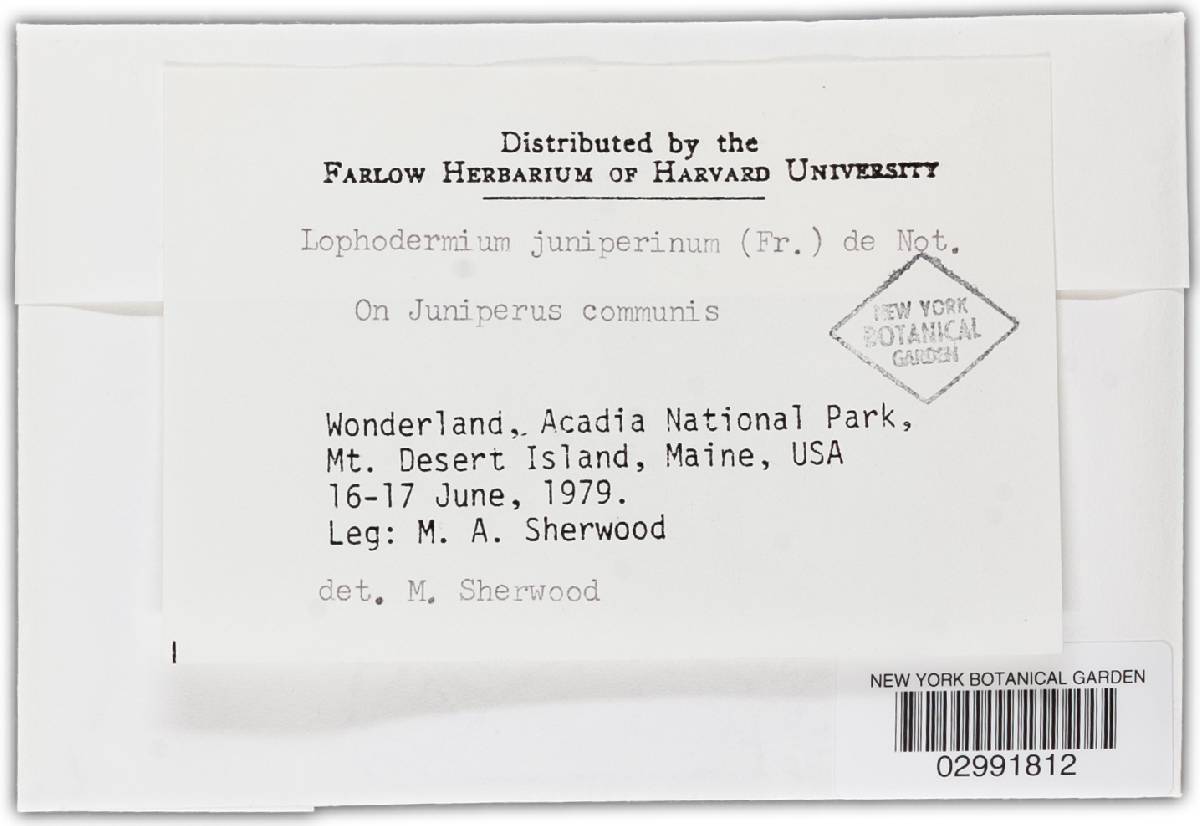 Distributed by the
FARLOW HERBARIUM OF HARVARD UNIVERSITY
Lophodermium juniperinum (Fr.) de Not.
On Juniperus communis
NEW YORK
BOTANICAL
GARDEN
Wonderland, Acadia National Park,
Mt. Desert Island, Maine, USA
16-17 June, 1979.
Leg: M. A. Sherwood
det. M. Sherwood
NEW YORK BOTANICAL GARDEN
02991812